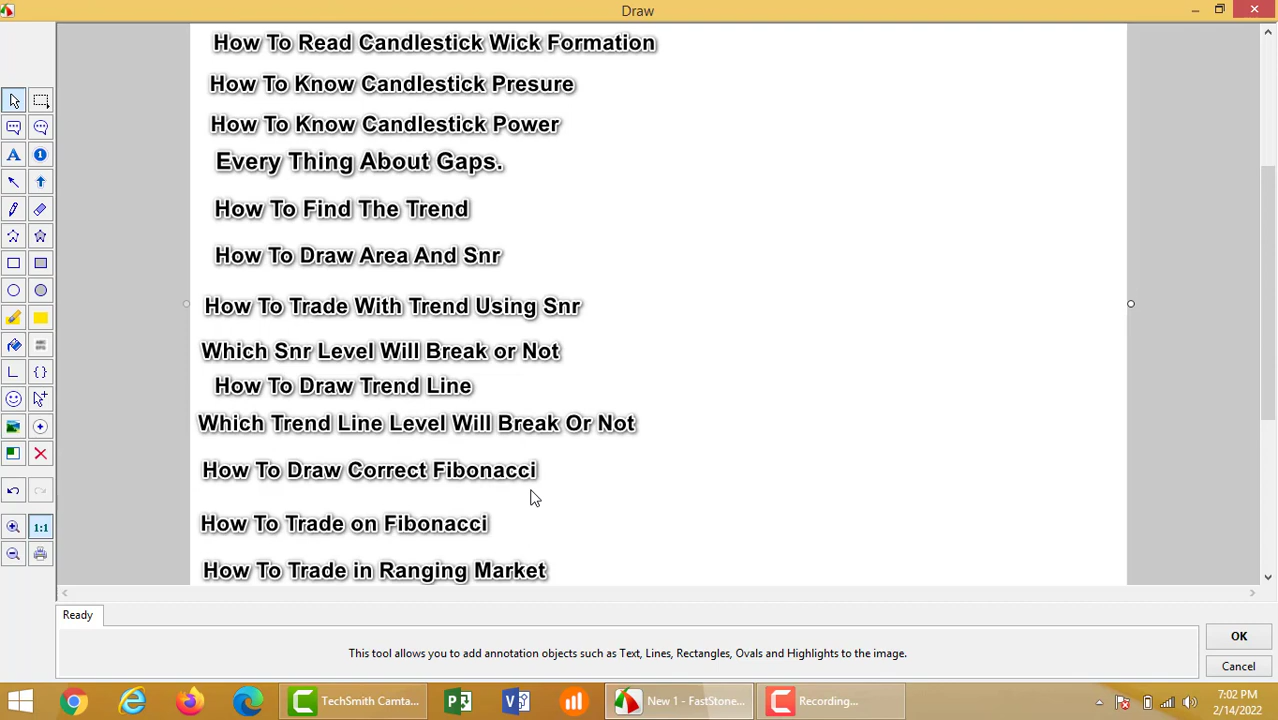 Draw
How To Read Candlestick Wick Formation
How To Know Candlestick Presure
How To Know Candlestick Power
Every Thing About Gaps.
How To Find The Trend
How To Draw Area And Snr
How To Trade With Trend Using Snr
Which Snr Level Will Break or Not
How To Draw Trend Line
Which Trend Line Level Will Break Or Not
How To Draw Correct Fibonacci
How To Trade on Fibonacci
How To Trade in Ranging Market
A
1
1:1
Ready
This tool allows you to add annotation objects such as Text, Lines, Rectangles, Ovals and Highlights to the image.
OK
Cancel
TechSmith Camta...
New 1 - FastStone...
Recording...
7:02 PM
2/14/2022